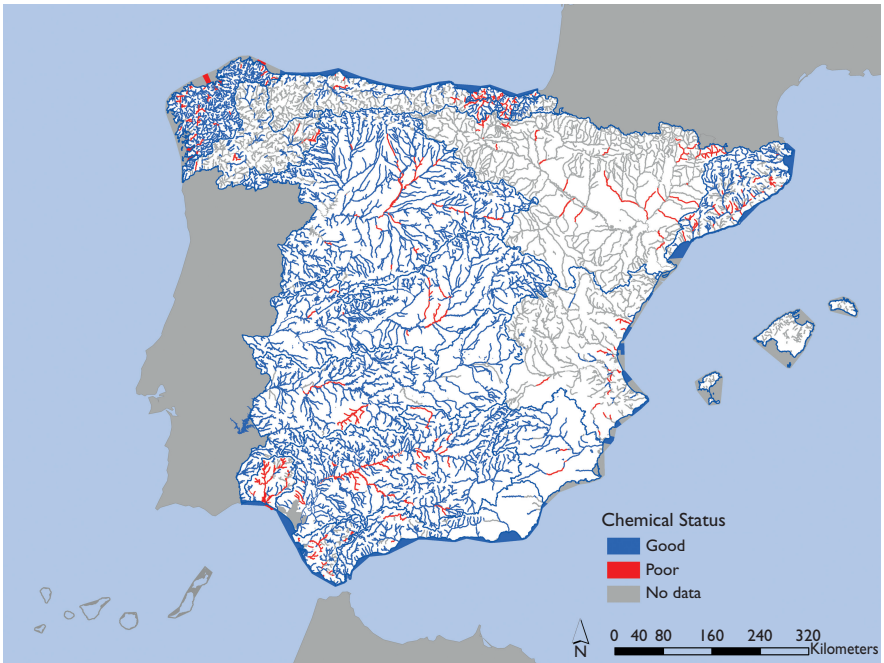 Chemical Status
Good
Poor
No data
N
0 40 80 160 240 320
Kilometers